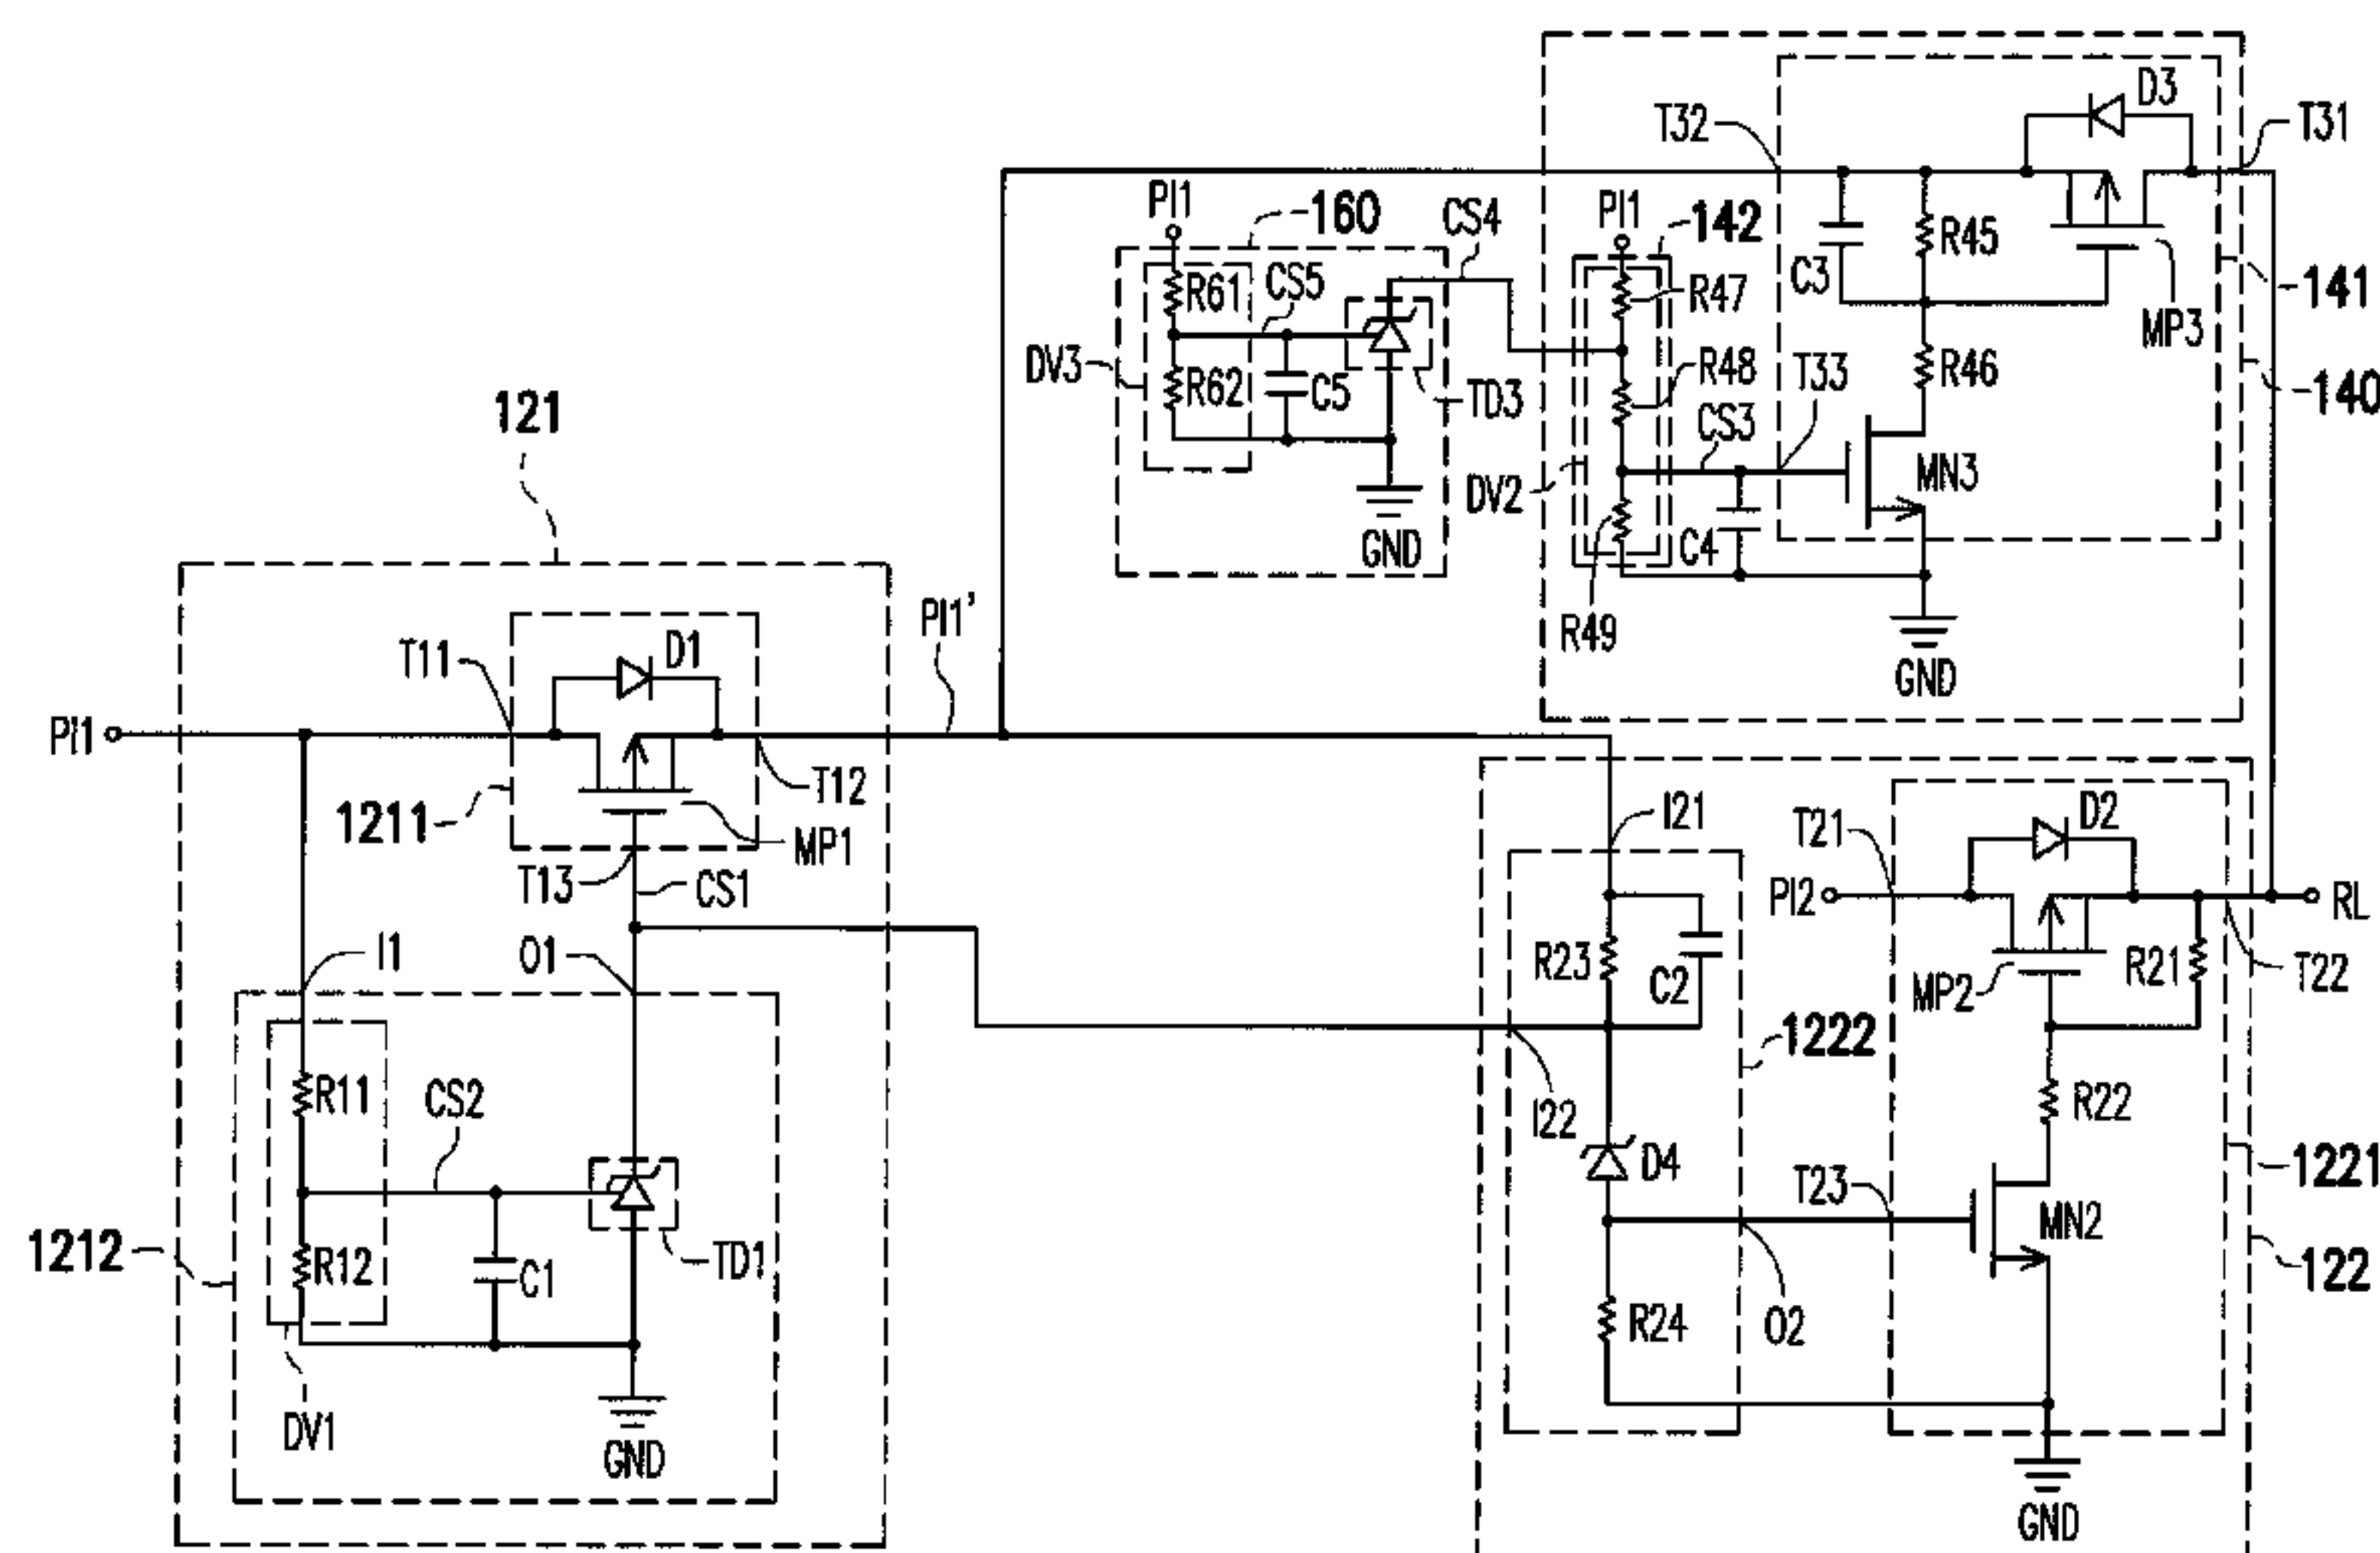 D3
T32
T31
PI1
160
CS4
PI1
142
R61
CS5
R47
C3
R45
141
MP3
DV3
R62
C5
TD3
R48
T33
R46
140
CS3
121
DV2
MN3
GND
C4
R49
GND
PI1'
T11
D1
PI1
T12
1211
MP1
T13
CS1
I21
T21
D2
PI2
RL
I1
O1
R23
C2
MP2
R21
T22
1222
R11
CS2
I22
R22
D4
1221
T23
MN2
1212
R12
C1
TD1
R24
O2
122
DV1
GND
GND